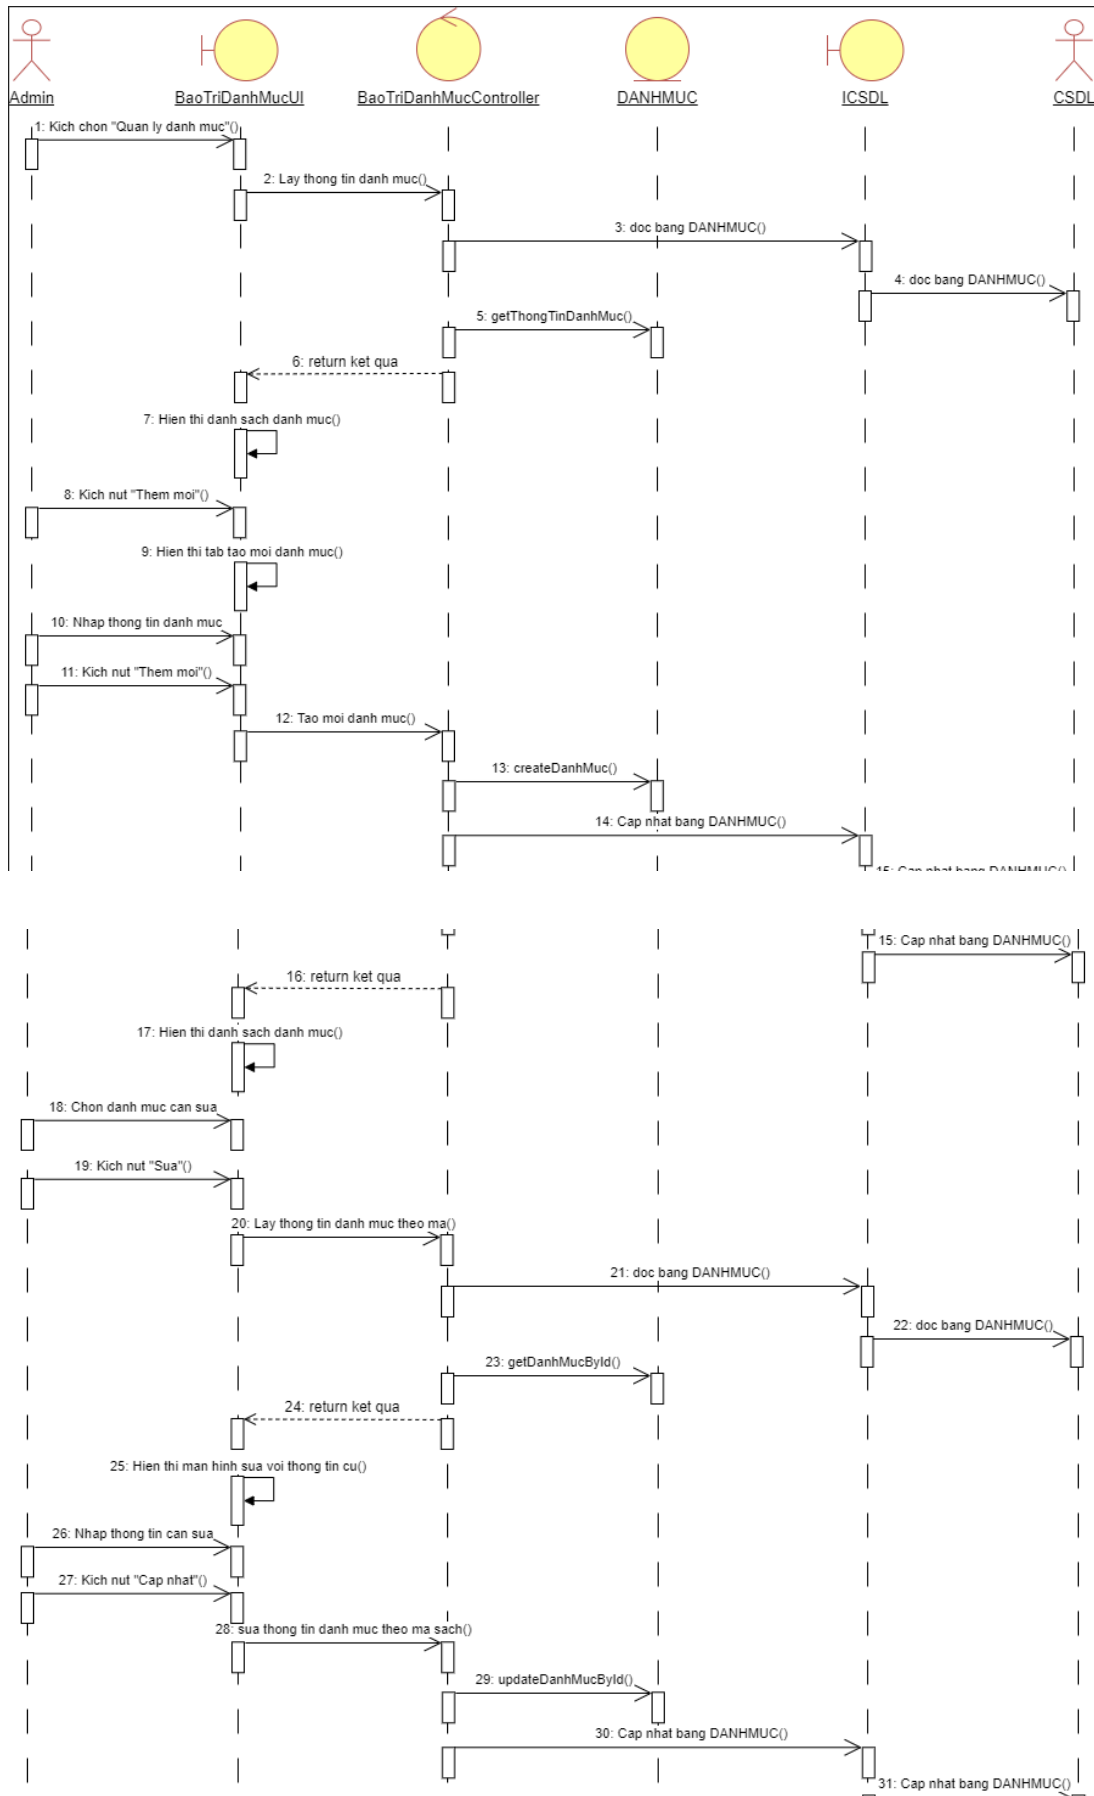 Admin
BaoTriDanhMucUI
BaoTriDanhMucController
DANHMUC
ICSDL
CSDL
1: Kich chon "Quan ly danh muc"()
2: Lay thong tin danh muc()
3: doc bang DANHMUC()
4: doc bang DANHMUC()
5: getThongTinDanhMuc()
6: return ket qua
7: Hien thi danh sach danh muc()
8: Kich nut "Them moi"()
9: Hien thi tab tao moi danh muc()
10: Nhap thong tin danh muc
11: Kich nut "Them moi"()
12: Tao moi danh muc()
13: createDanhMuc()
14: Cap nhat bang DANHMUC()
15: Cap nhat bang DANHMUC()
15: Cap nhat bang DANHMUC()
16: return ket qua
17: Hien thi danh sach danh muc()
18: Chon danh muc can sua
19: Kich nut "Sua"()
20: Lay thong tin danh muc theo ma()
21: doc bang DANHMUC()
22: doc bang DANHMUC()
23: getDanhMucById()
24: return ket qua
25: Hien thi man hinh sua voi thong tin cu()
26: Nhap thong tin can sua
27: Kich nut "Cap nhat"()
28: sua thong tin danh muc theo ma sach()
29: updateDanhMucById()
30: Cap nhat bang DANHMUC()
31: Cap nhat bang DANHMUC()